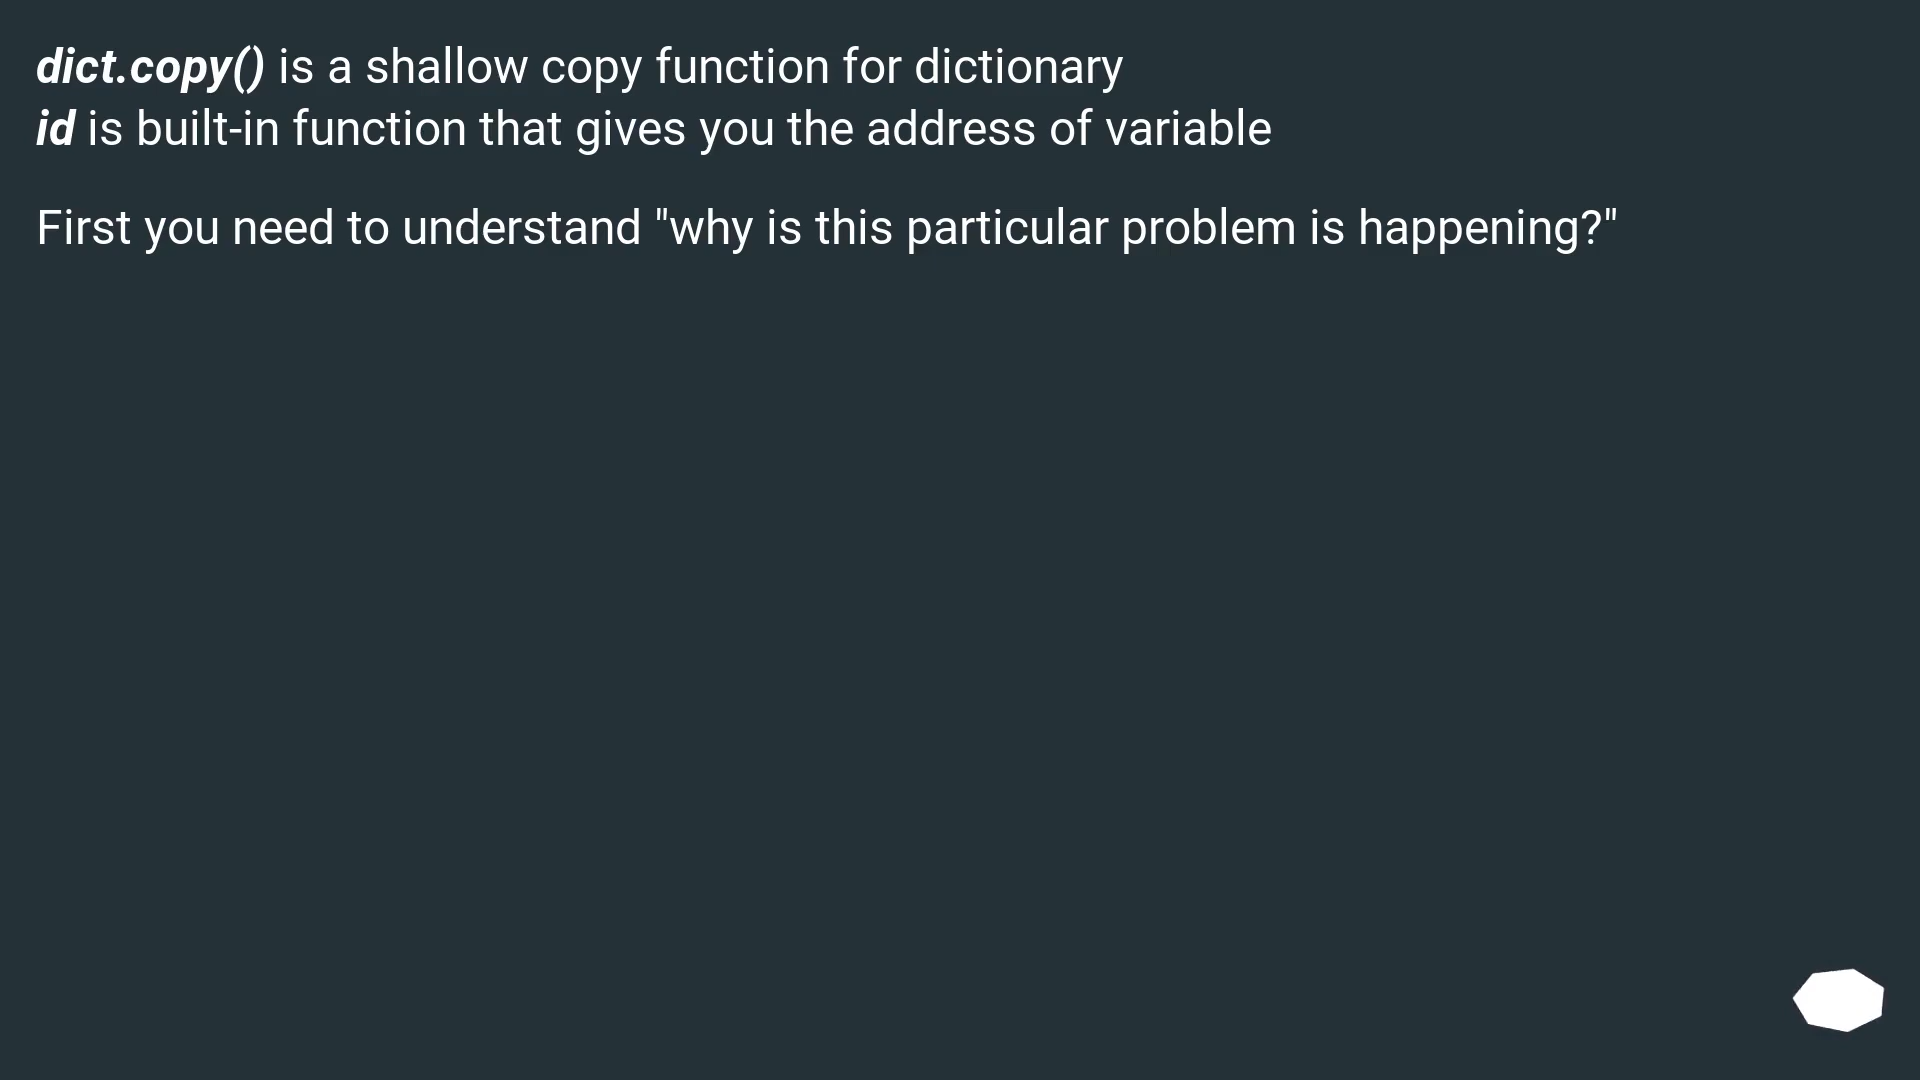 dict.copy() is a shallow copy function for dictionary
id is built-in function that gives you the address of variable
First you need to understand "why is this particular problem is happening?"